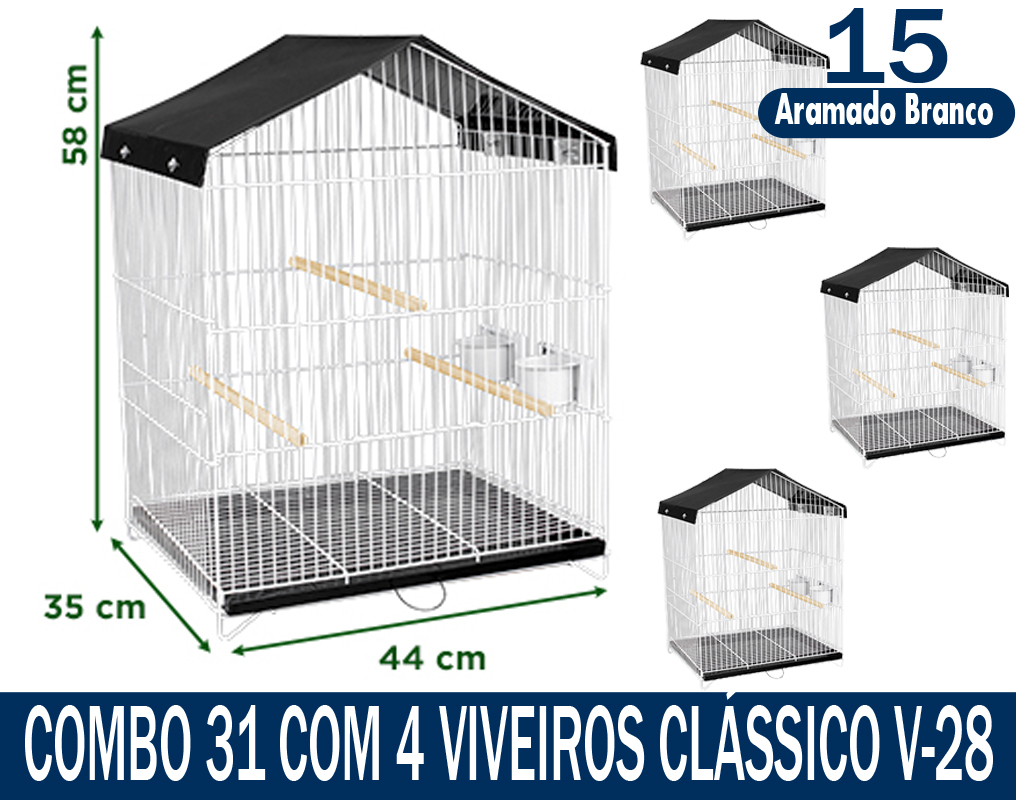 15
Aramado Branco
58 cm
35 cm
44 cm
COMBO 31 COM 4 VIVEIROS CLÁSSICO V-28